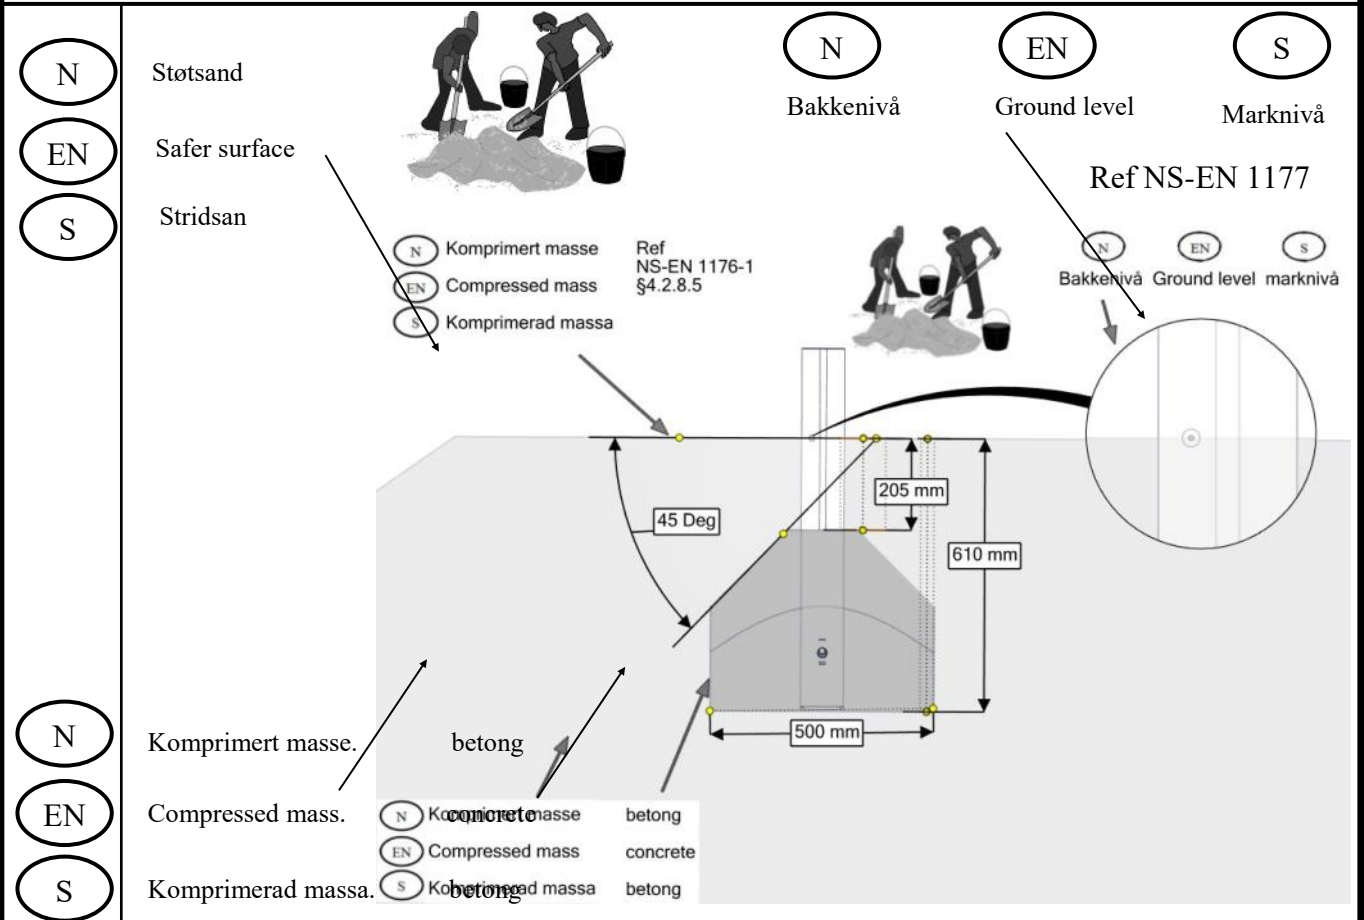 N Støtsand
EN Safer surface
S Stridsan
N EN S
Bakkenivå Ground level Marknivå
Ref NS-EN 1177
N Komprimert masse Ref
NS-EN 1176-1
EN Compressed mass §4.2.8.5
S Komprimerad massa
N EN S
Bakkenivå Ground level marknivå
205 mm
45 Deg
610 mm
500 mm
N Komprimert masse. betong
EN Compressed mass. concrete
S Komprimerad massa. betong
N Komprimert masse betong
EN Compressed mass concrete
S Komprimerad massa betong